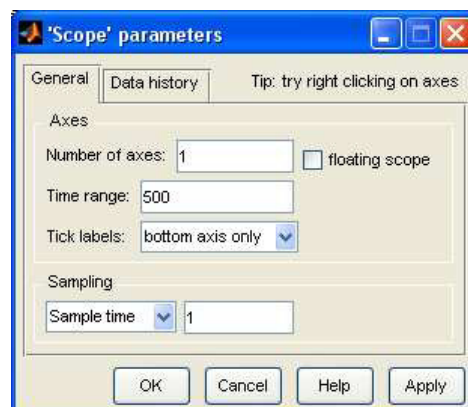 'Scope' parameters
General Data history Tip: try right clicking on axes
Axes
Number of axes: 1 floating scope
Time range: 500
Tick labels: bottom axis only
Sampling
Sample time 1
OK Cancel Help Apply